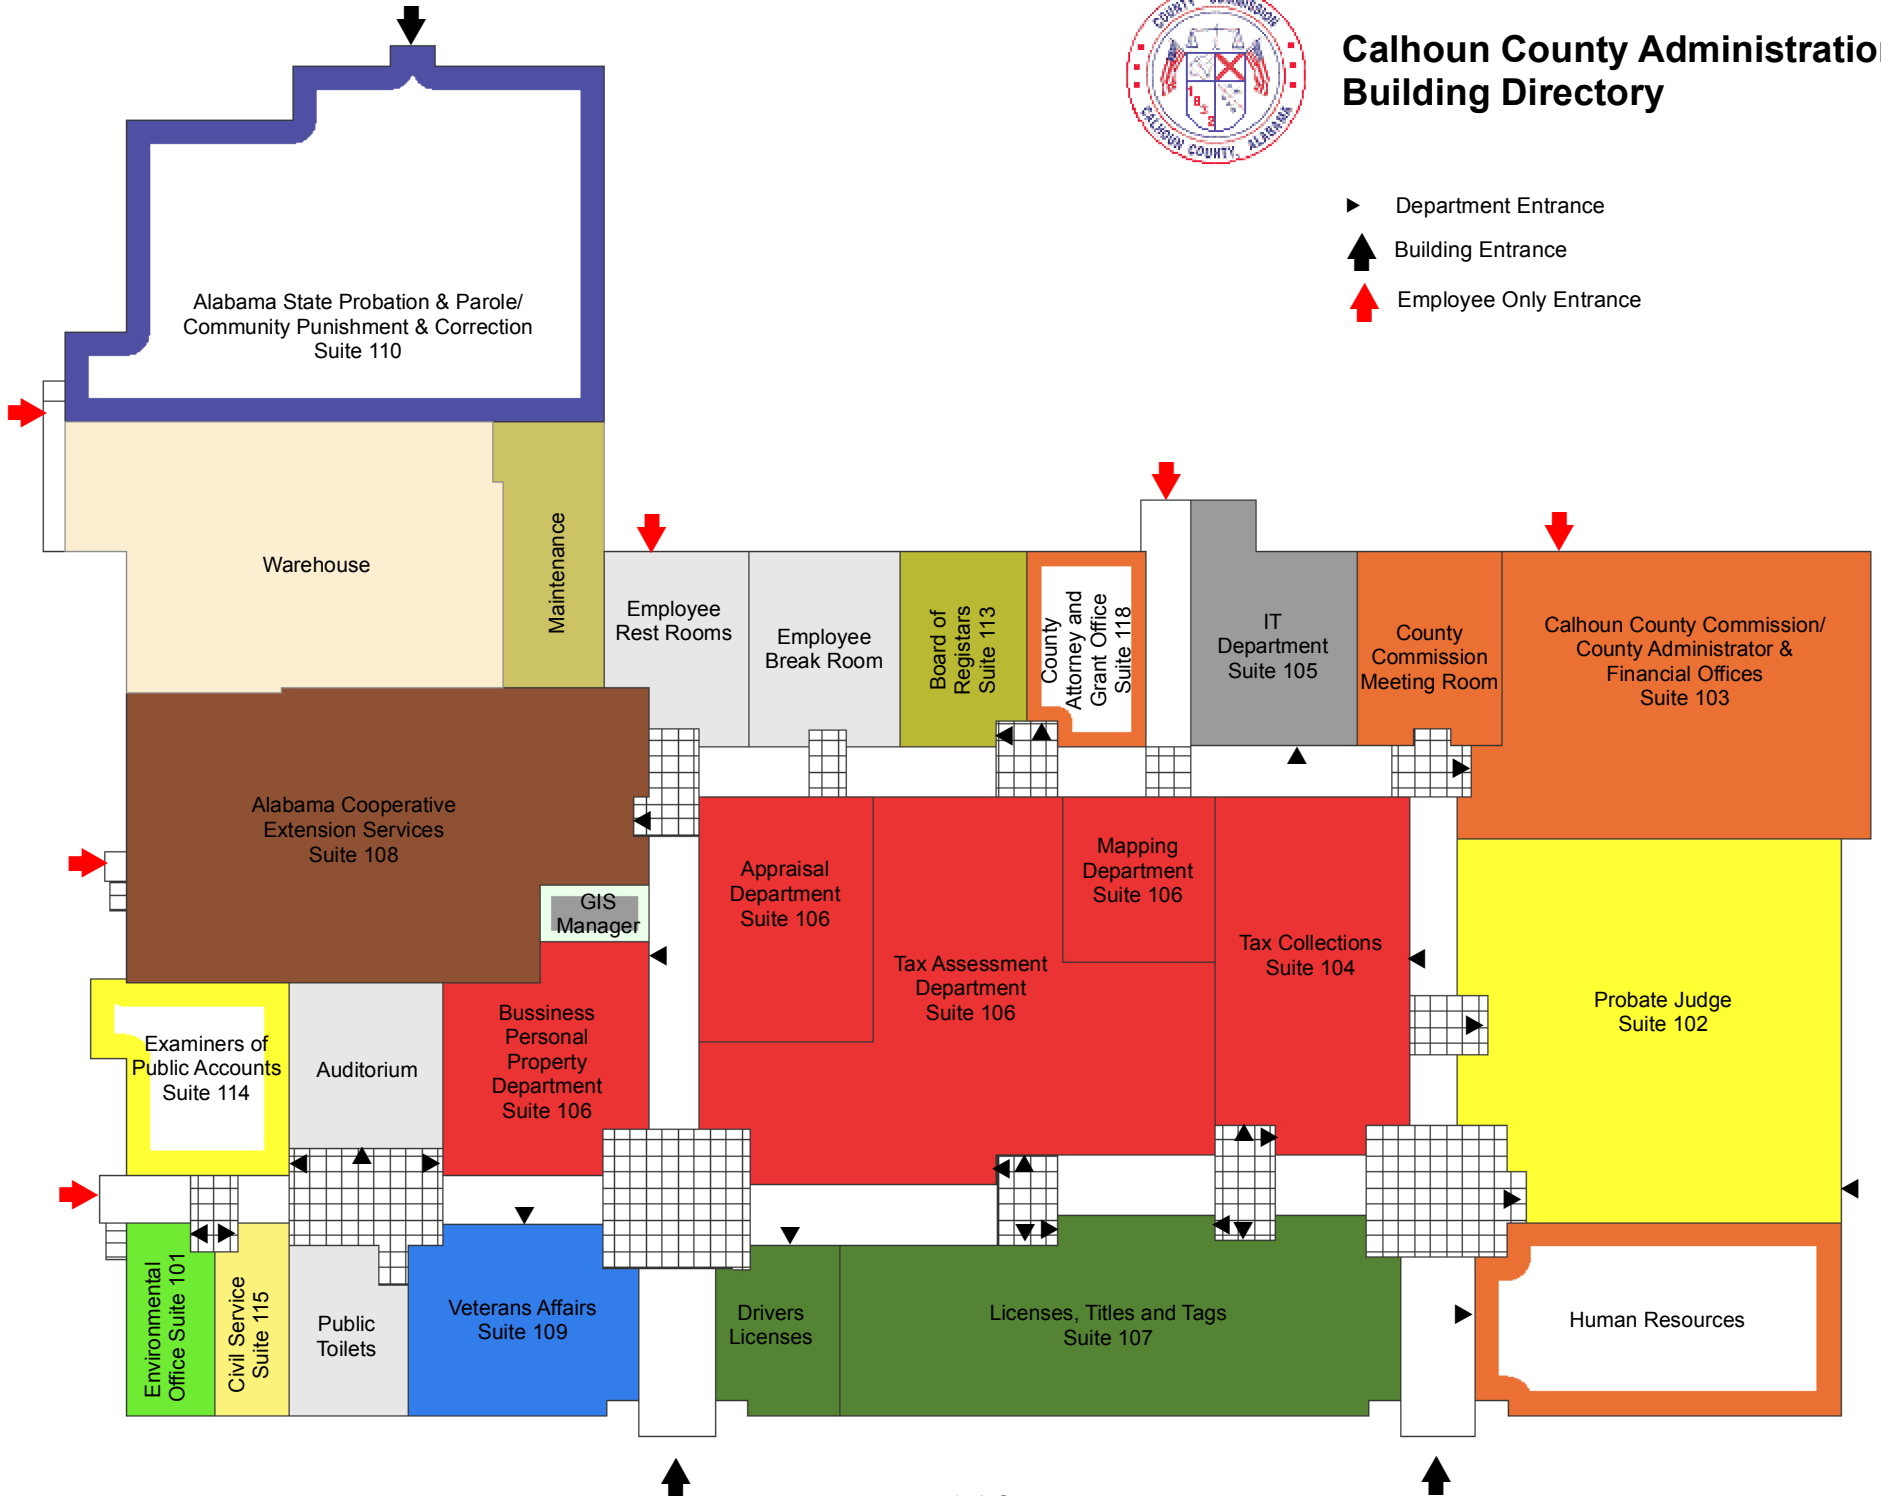 COUNTY COMMISSION
CALHOUN COUNTY, ALABAMA
Calhoun County Administration
Building Directory
Department Entrance
Building Entrance
Employee Only Entrance
Alabama State Probation & Parole/
Community Punishment & Correction
Suite 110
Warehouse
Maintenance
Employee
Rest Rooms
Employee
Break Room
Board of
Registars
Suite 113
County
Attorney and
Grant Office
Suite 118
IT
Department
Suite 105
County
Commission
Meeting Room
Calhoun County Commission/
County Administrator &
Financial Offices
Suite 103
Alabama Cooperative
Extension Services
Suite 108
GIS
Manager
Appraisal
Department
Suite 106
Tax Assessment
Department
Suite 106
Mapping
Department
Suite 106
Tax Collections
Suite 104
Probate Judge
Suite 102
Examiners of
Public Accounts
Suite 114
Auditorium
Bussiness
Personal
Property
Department
Suite 106
Environmental
Office Suite 101
Civil Service
Suite 115
Public
Toilets
Veterans Affairs
Suite 109
Drivers
Licenses
Licenses, Titles and Tags
Suite 107
Human Resources